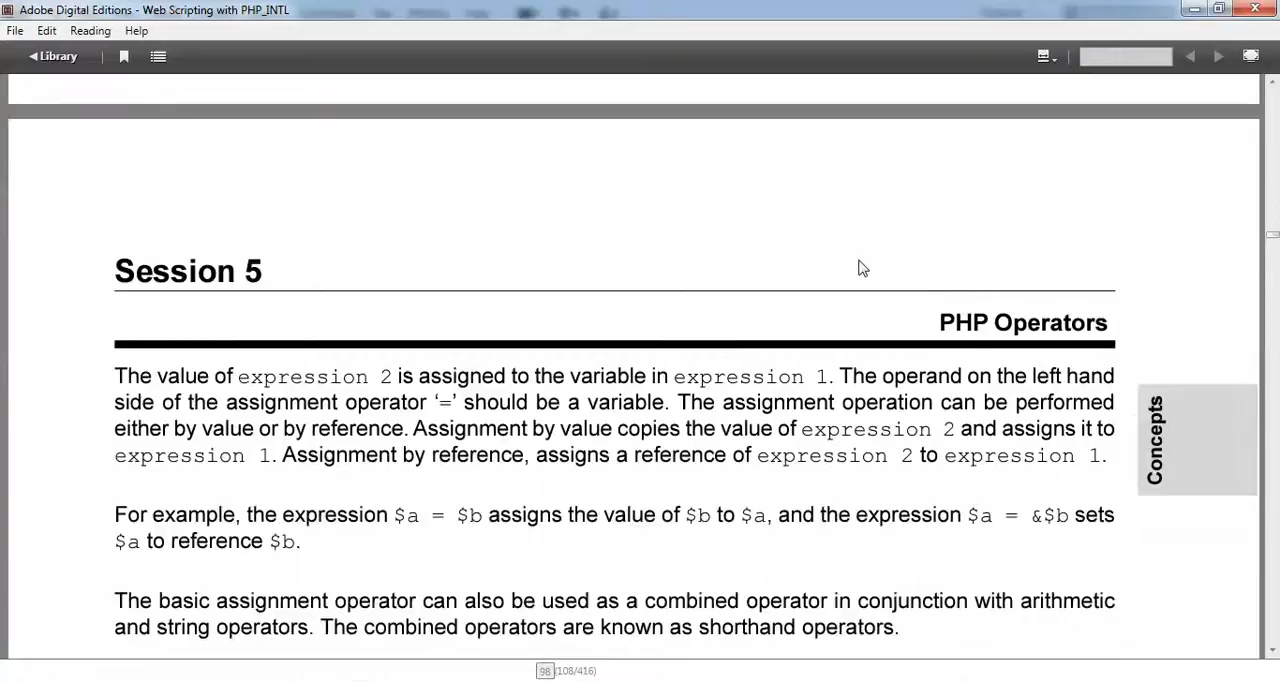 Adobe Digital Editions - Web Scripting with PHP_INTL
File Edit Reading Help
Library
Session 5
PHP Operators
The value of expression 2 is assigned to the variable in expression 1. The operand on the left hand
side of the assignment operator ‘=’ should be a variable. The assignment operation can be performed
either by value or by reference. Assignment by value copies the value of expression 2 and assigns it to
expression 1. Assignment by reference, assigns a reference of expression 2 to expression 1.
Concepts
For example, the expression $a = $b assigns the value of $b to $a, and the expression $a = &$b sets
$a to reference $b.
The basic assignment operator can also be used as a combined operator in conjunction with arithmetic
and string operators. The combined operators are known as shorthand operators.
98 (108/416)